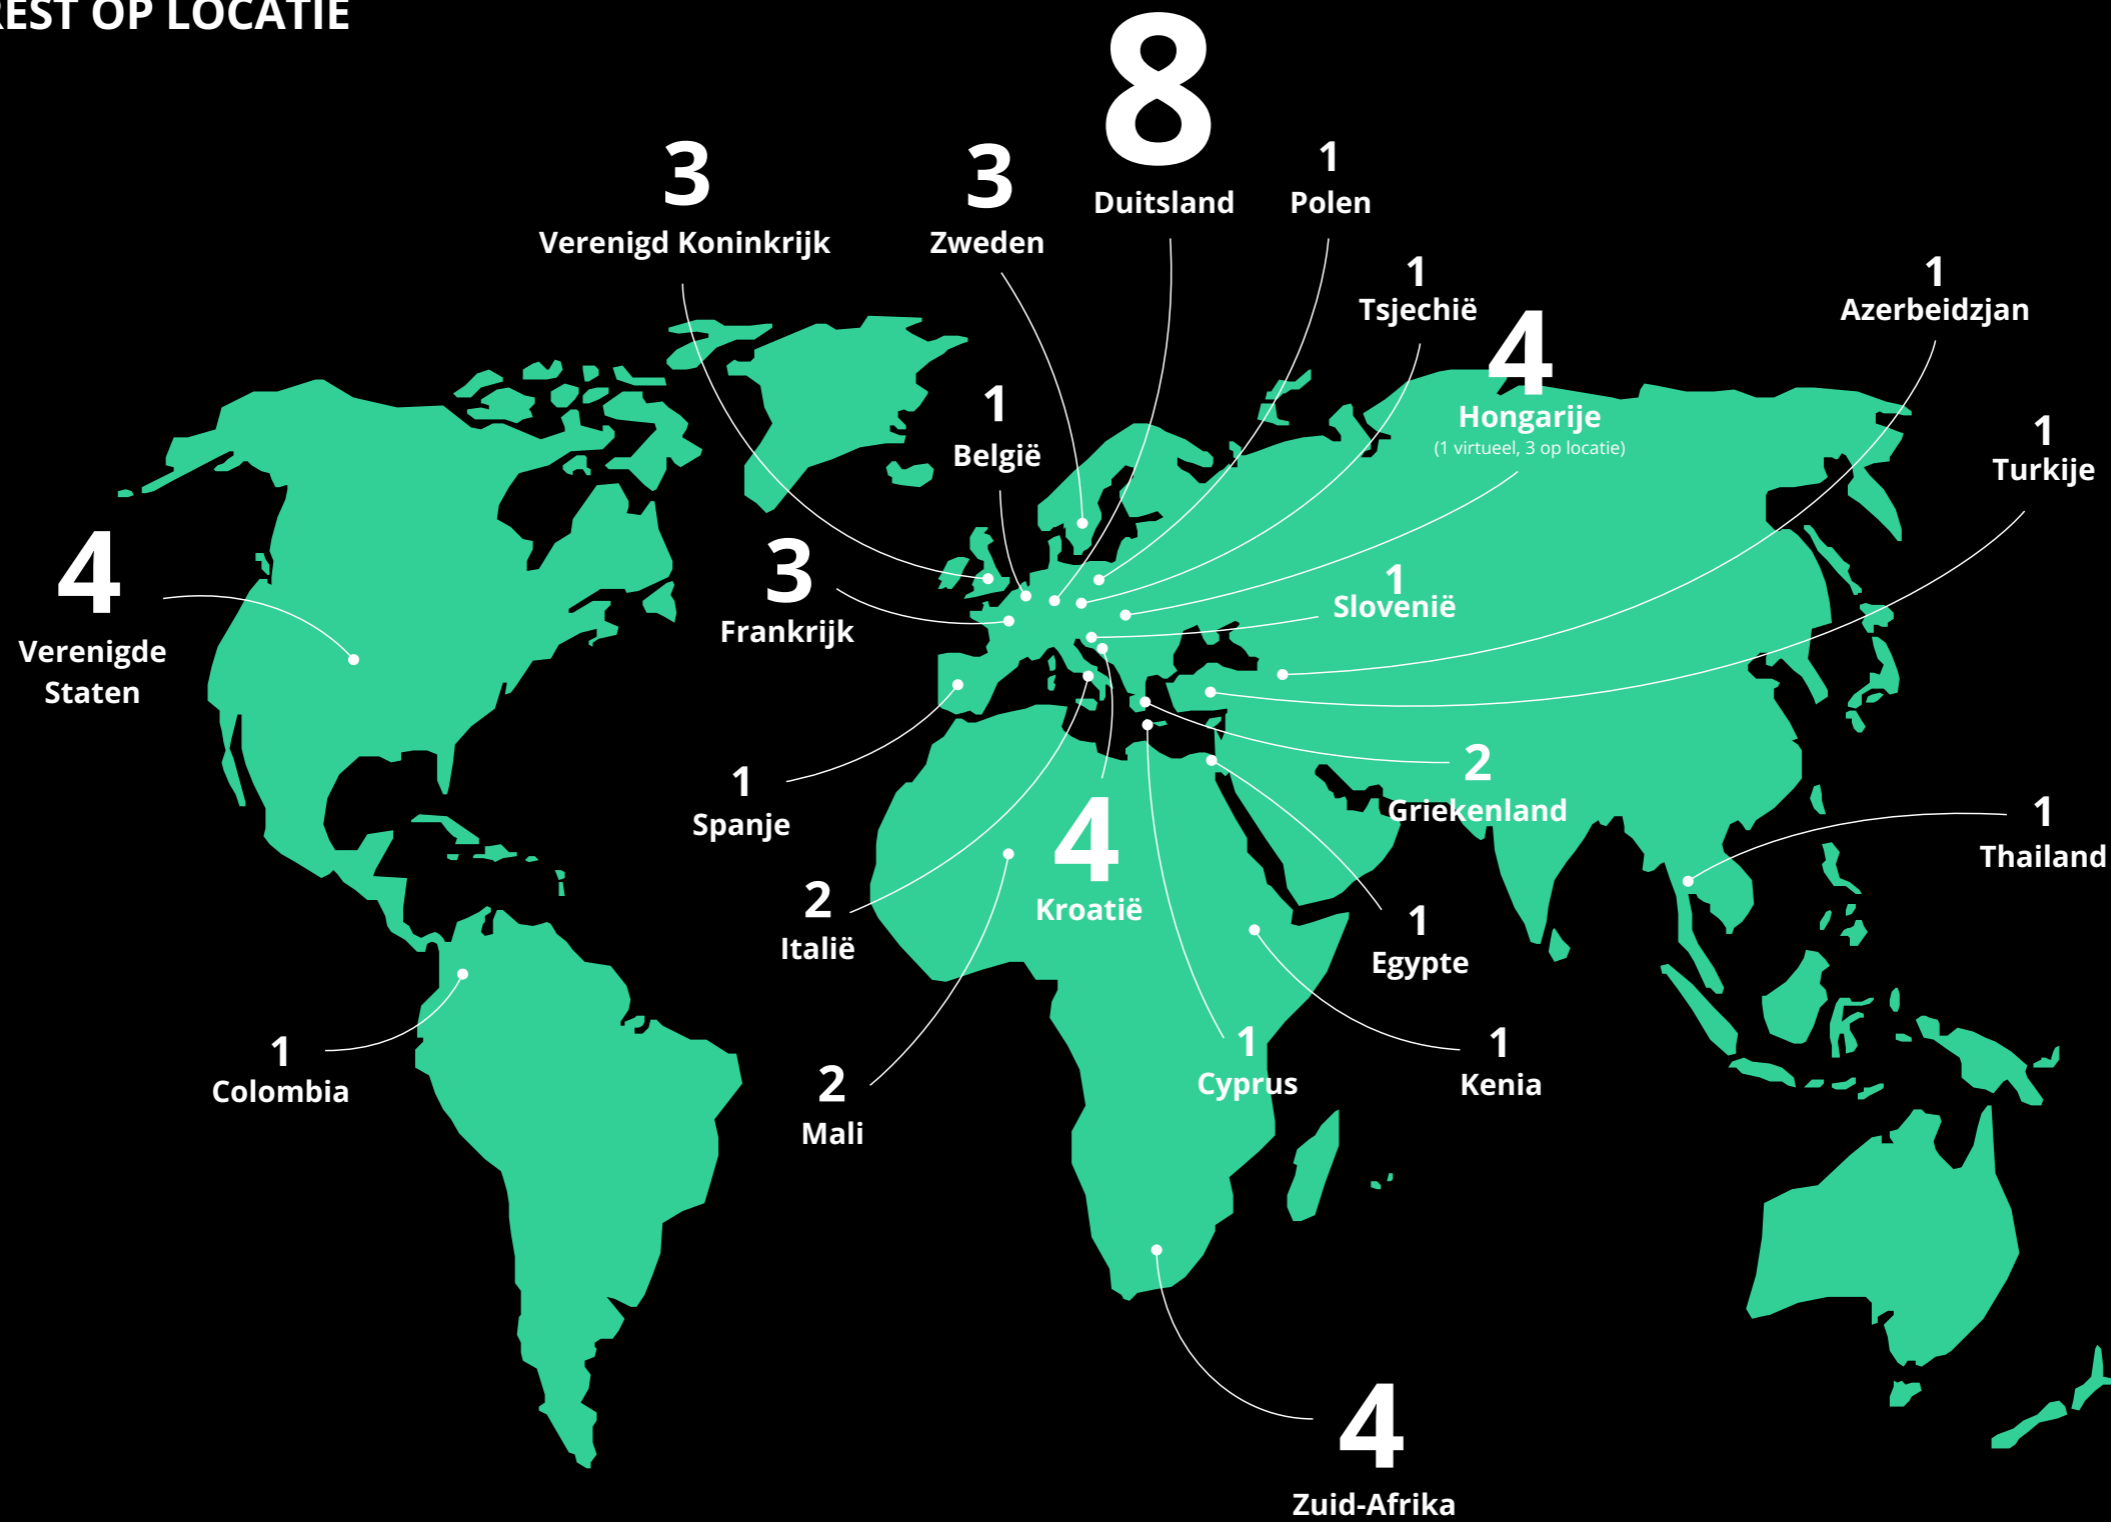 REST OP LOCATIE
8
Duitsland
1
Polen
3
Verenigd Koninkrijk
3
Zweden
1
Tsjechië
4
Hongarije
(1 virtueel, 3 op locatie)
1
Azerbeidzjan
1
België
1
Turkije
4
Verenigde
Staten
3
Frankrijk
1
Slovenië
1
Spanje
2
Griekenland
4
Kroatië
1
Thailand
2
Italië
1
Egypte
1
Colombia
2
Mali
1
Cyprus
1
Kenia
4
Zuid-Afrika